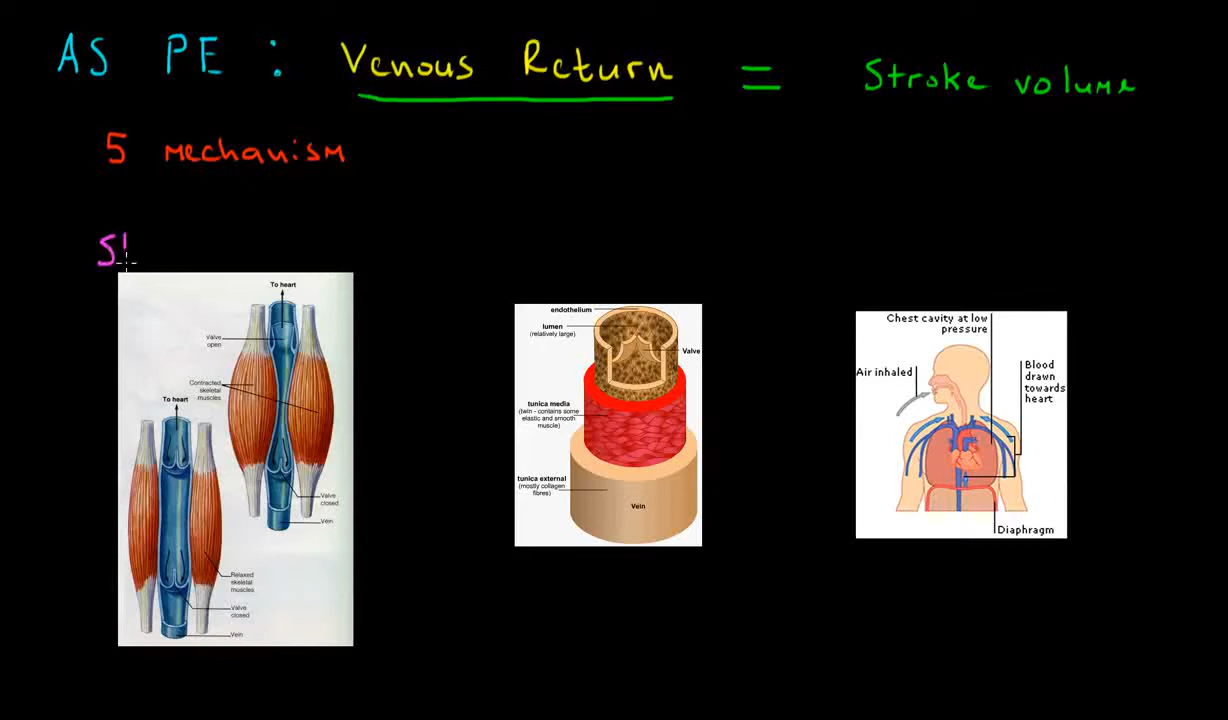 AS PE : Venous Return = Stroke volume
5 mechanism
To heart
Valve open
Contracted skeletal muscles
To heart
Valve closed
Vein
Relaxed skeletal muscles
Valve closed
Vein
endothelium
lumen
(relatively large)
Valve
tunica media
(twin - contains some
elastic and smooth
muscle)
tunica external
(mostly collagen
fibres)
Vein
Chest cavity at low
pressure
Air inhaled
Blood
drawn
towards
heart
Diaphragm